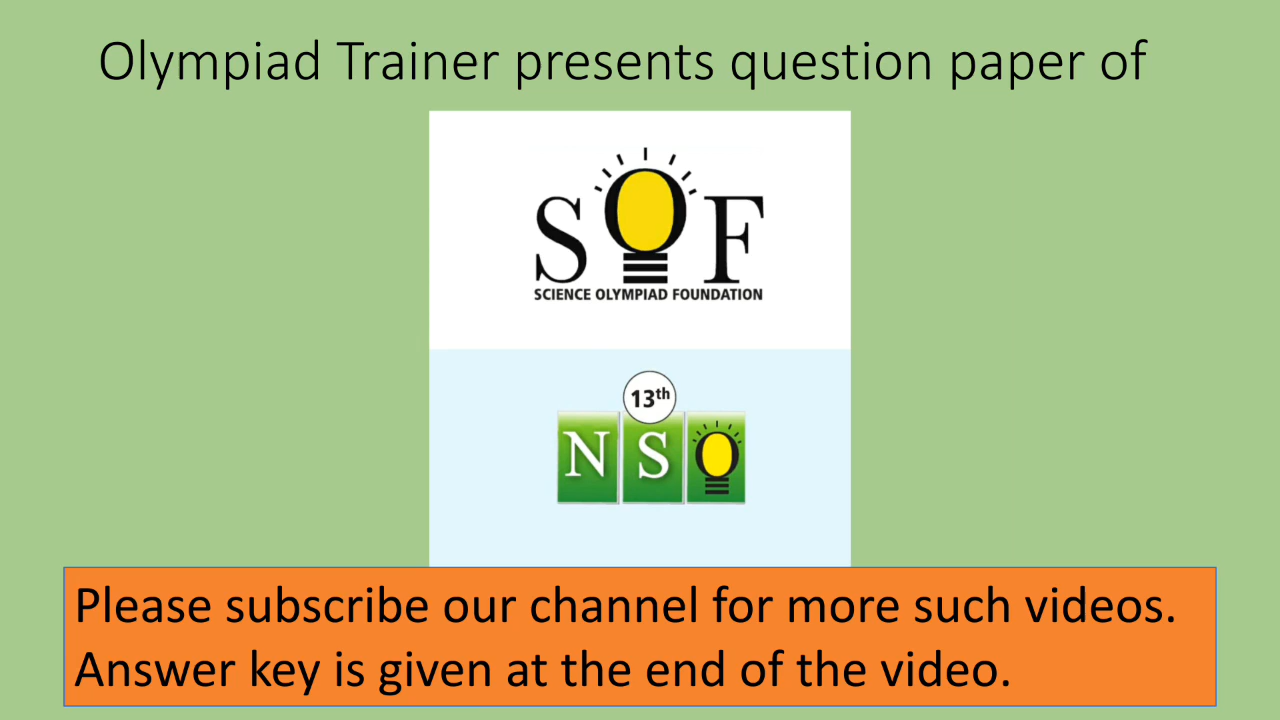 Olympiad Trainer presents question paper of
SOF
SCIENCE OLYMPIAD FOUNDATION
13th
NSO
Please subscribe our channel for more such videos.
Answer key is given at the end of the video.